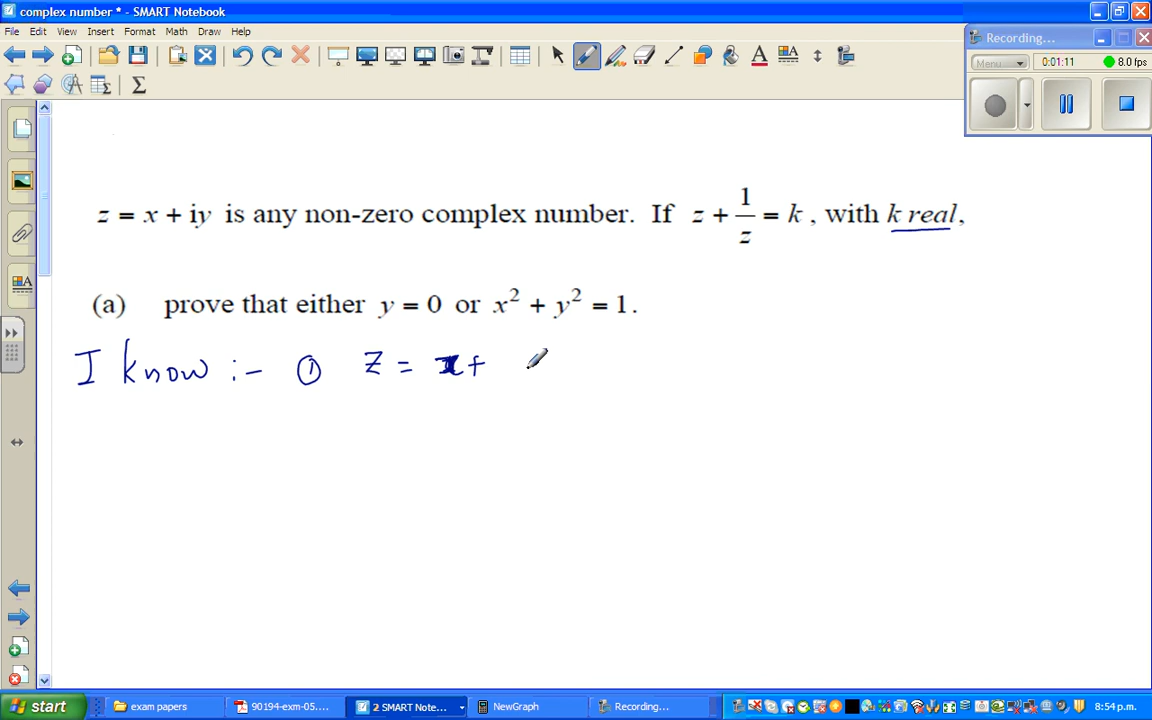 complex number * - SMART Notebook
File Edit View Insert Format Math Draw Help
Recording...
Menu 0:01:11 8.0 fps
z = x + iy is any non-zero complex number. If z + 1/z = k , with k real,
(a) prove that either y = 0 or x² + y² = 1.
I know :- ① z = x +
start exam papers 90194-exm-05.... 2 SMART Note... NewGraph Recording... 8:54 p.m.